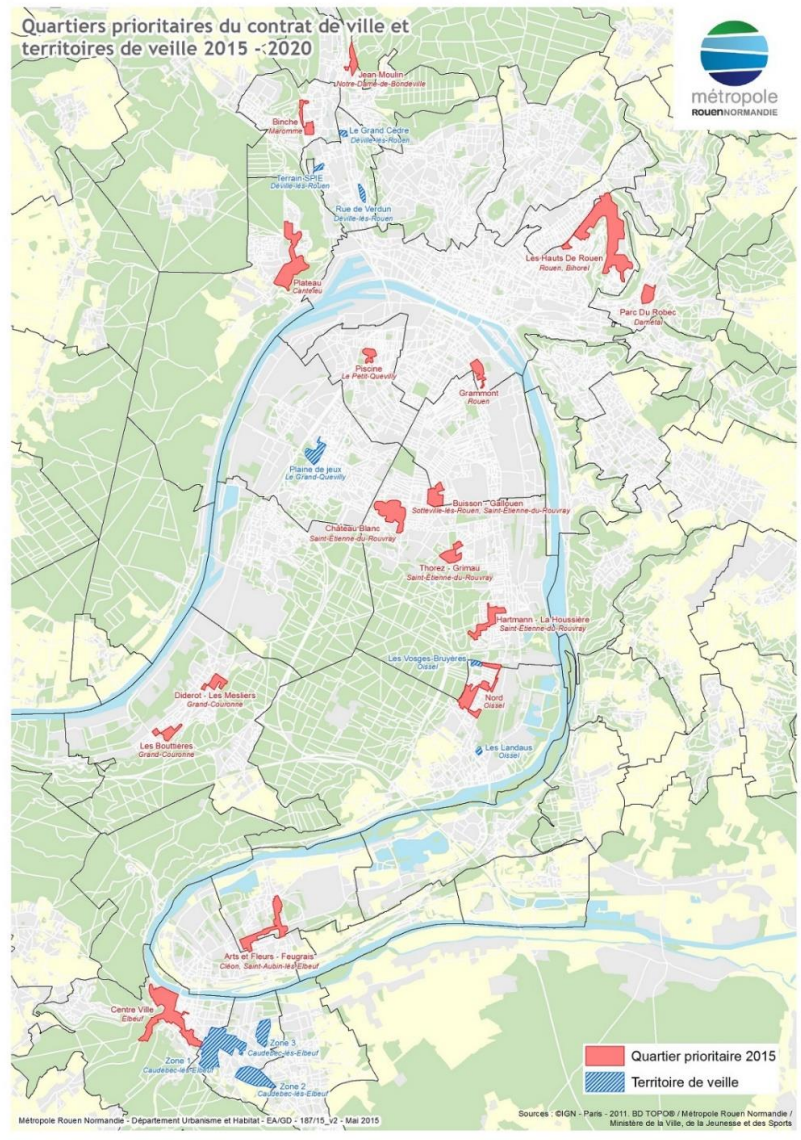 Quartiers prioritaires du contrat de ville et
territoires de veille 2015 - 2020
métropole
ROUENNORMANDIE
Jean Moulin
Notre-Dame-de-Bondeville
Binche
Maromme
Le Grand Cèdre
Déville-lès-Rouen
Terrain SPIE
Déville-lès-Rouen
Rue de Verdun
Déville-lès-Rouen
Les Hauts De Rouen
Rouen, Bihorel
Plateau
Canteleu
Parc Du Robec
Darnétal
Piscine
Le Petit-Quevilly
Grammont
Rouen
Plaine de jeux
Le Grand-Quevilly
Buisson - Gallouen
Sotteville-lès-Rouen, Saint-Étienne-du-Rouvray
Château Blanc
Saint-Étienne-du-Rouvray
Thorez - Grimau
Saint-Étienne-du-Rouvray
Hartmann - La Houssière
Saint-Étienne-du-Rouvray
Les Vosges-Bruyères
Oissel
Diderot - Les Mesliers
Grand-Couronne
Nord
Oissel
Les Bouttières
Grand-Couronne
Les Landaus
Oissel
Arts et Fleurs - Feugrais
Cléon, Saint-Aubin-lès-Elbeuf
Centre Ville
Elbeuf
Zone 3
Caudebec-lès-Elbeuf
Zone 1
Caudebec-lès-Elbeuf
Zone 2
Caudebec-lès-Elbeuf
Quartier prioritaire 2015
Territoire de veille
Métropole Rouen Normandie - Département Urbanisme et Habitat - EA/GD - 187/15_v2 - Mai 2015
Sources : ©IGN - Paris - 2011. BD TOPO® / Métropole Rouen Normandie /
Ministère de la Ville, de la Jeunesse et des Sports